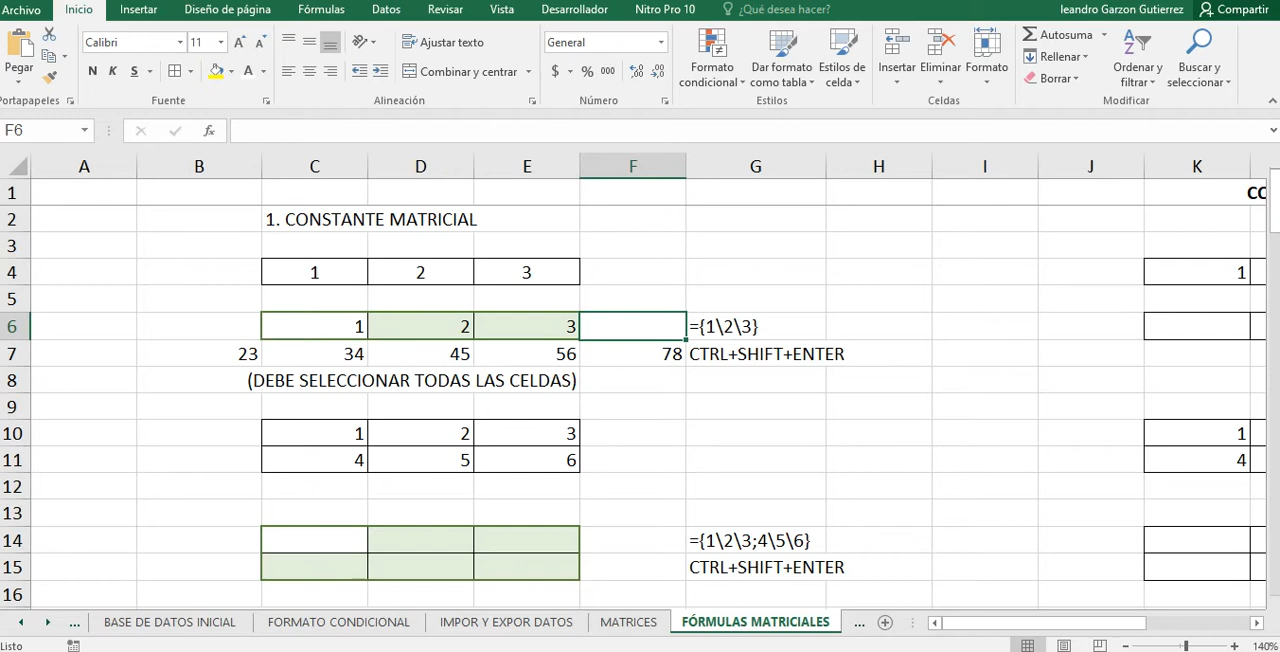 Archivo Inicio Insertar Diseño de página Fórmulas Datos Revisar Vista Desarrollador Nitro Pro 10 ¿Qué desea hacer? leandro Garzon Gutierrez Compartir
Pegar Calibri 11 Ajustar texto General Formato condicional Dar formato como tabla Estilos de celda Insertar Eliminar Formato Autosuma Ordenar y filtrar Buscar y seleccionar
N K S A Combinar y centrar $ % 000 Rellenar
Borrar
Portapapeles Fuente Alineación Número Estilos Celdas Modificar
F6 fx
A B C D E F G H I J K
1 CC
2 1. CONSTANTE MATRICIAL
3
4 1 2 3 1
5
6 1 2 3 ={1\2\3}
7 23 34 45 56 78 CTRL+SHIFT+ENTER
8 (DEBE SELECCIONAR TODAS LAS CELDAS)
9
10 1 2 3 1
11 4 5 6 4
12
13
14 ={1\2\3;4\5\6}
15 CTRL+SHIFT+ENTER
16
... BASE DE DATOS INICIAL FORMATO CONDICIONAL IMPOR Y EXPOR DATOS MATRICES FÓRMULAS MATRICIALES ...
Listo 140%